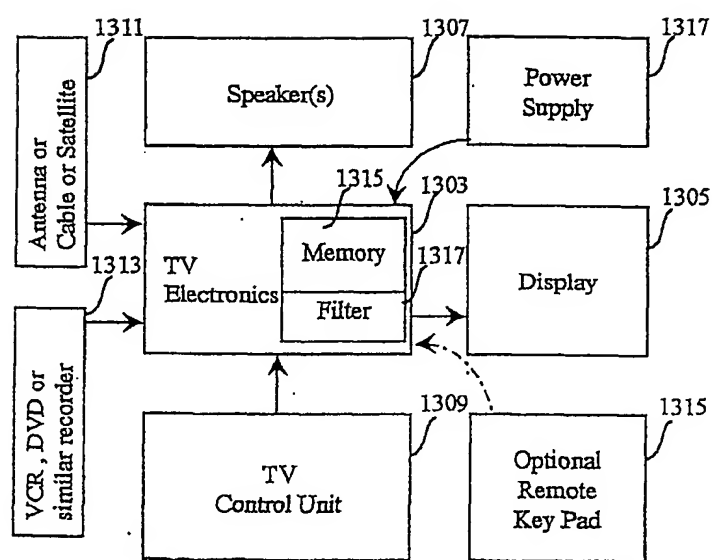 1311
1307
1317
Speaker(s)
Power
Supply
Antenna or
Cable or Satellite
1315
1303
1305
TV
Electronics
Memory
1317
Filter
Display
1313
VCR, DVD or
similar recorder
1309
1315
TV
Control Unit
Optional
Remote
Key Pad